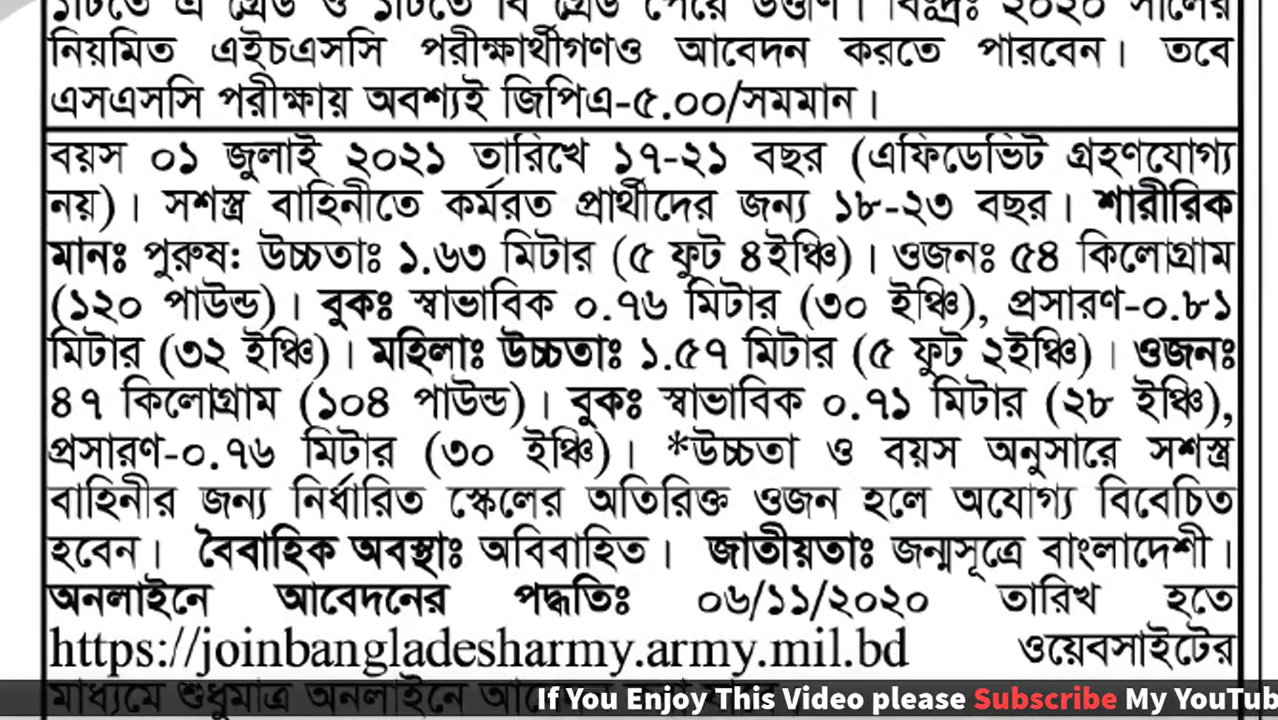 ১টিতে এ গ্রেড ও ১টিতে বি গ্রেড পেয়ে উত্তীর্ণ। বিঃদ্রঃ ২০২০ সালের
নিয়মিত এইচএসসি পরীক্ষার্থীগণও আবেদন করতে পারবেন। তবে
এসএসসি পরীক্ষায় অবশ্যই জিপিএ-৫.০০/সমমান।
বয়স ০১ জুলাই ২০২১ তারিখে ১৭-২১ বছর (এফিডেভিট গ্রহণযোগ্য
নয়)। সশস্ত্র বাহিনীতে কর্মরত প্রার্থীদের জন্য ১৮-২৩ বছর। শারীরিক
মানঃ পুরুষ: উচ্চতাঃ ১.৬৩ মিটার (৫ ফুট ৪ইঞ্চি)। ওজনঃ ৫৪ কিলোগ্রাম
(১২০ পাউন্ড)। বুকঃ স্বাভাবিক ০.৭৬ মিটার (৩০ ইঞ্চি), প্রসারণ-০.৮১
মিটার (৩২ ইঞ্চি)। মহিলাঃ উচ্চতাঃ ১.৫৭ মিটার (৫ ফুট ২ইঞ্চি)। ওজনঃ
৪৭ কিলোগ্রাম (১০৪ পাউন্ড)। বুকঃ স্বাভাবিক ০.৭১ মিটার (২৮ ইঞ্চি),
প্রসারণ-০.৭৬ মিটার (৩০ ইঞ্চি)। *উচ্চতা ও বয়স অনুসারে সশস্ত্র
বাহিনীর জন্য নির্ধারিত স্কেলের অতিরিক্ত ওজন হলে অযোগ্য বিবেচিত
হবেন। বৈবাহিক অবস্থাঃ অবিবাহিত। জাতীয়তাঃ জন্মসূত্রে বাংলাদেশী।
অনলাইনে আবেদনের পদ্ধতিঃ ০৬/১১/২০২০ তারিখ হতে
https://joinbangladesharmy.army.mil.bd ওয়েবসাইটের
মাধ্যমে শুধুমাত্র অনলাইনে
If You Enjoy This Video please Subscribe My YouTub